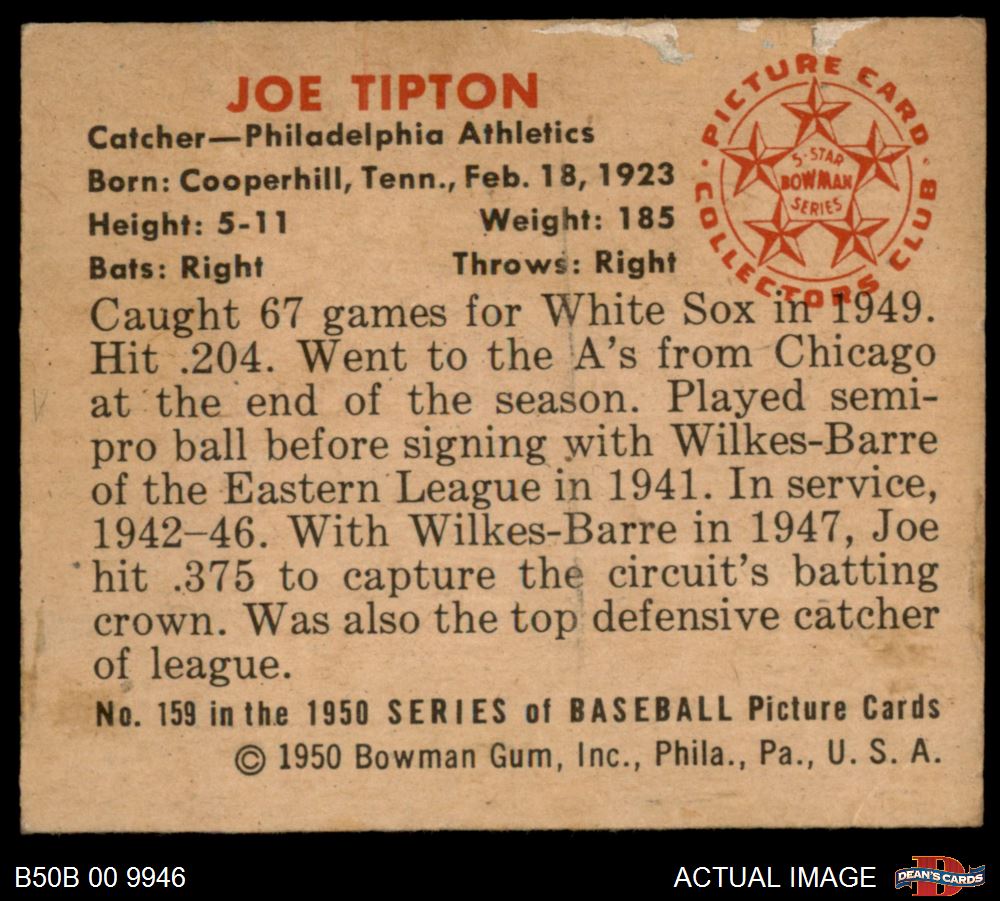 JOE TIPTON
Catcher—Philadelphia Athletics
Born: Cooperhill, Tenn., Feb. 18, 1923
Height: 5-11 Weight: 185
Bats: Right Throws: Right
PICTURE CARD
COLLECTORS CLUB
5-STAR
BOWMAN
SERIES
Caught 67 games for White Sox in 1949.
Hit .204. Went to the A's from Chicago
at the end of the season. Played semi-
pro ball before signing with Wilkes-Barre
of the Eastern League in 1941. In service,
1942–46. With Wilkes-Barre in 1947, Joe
hit .375 to capture the circuit's batting
crown. Was also the top defensive catcher
of league.
No. 159 in the 1950 SERIES of BASEBALL Picture Cards
© 1950 Bowman Gum, Inc., Phila., Pa., U. S. A.
B50B 00 9946
ACTUAL IMAGE
D
DEAN'S CARDS